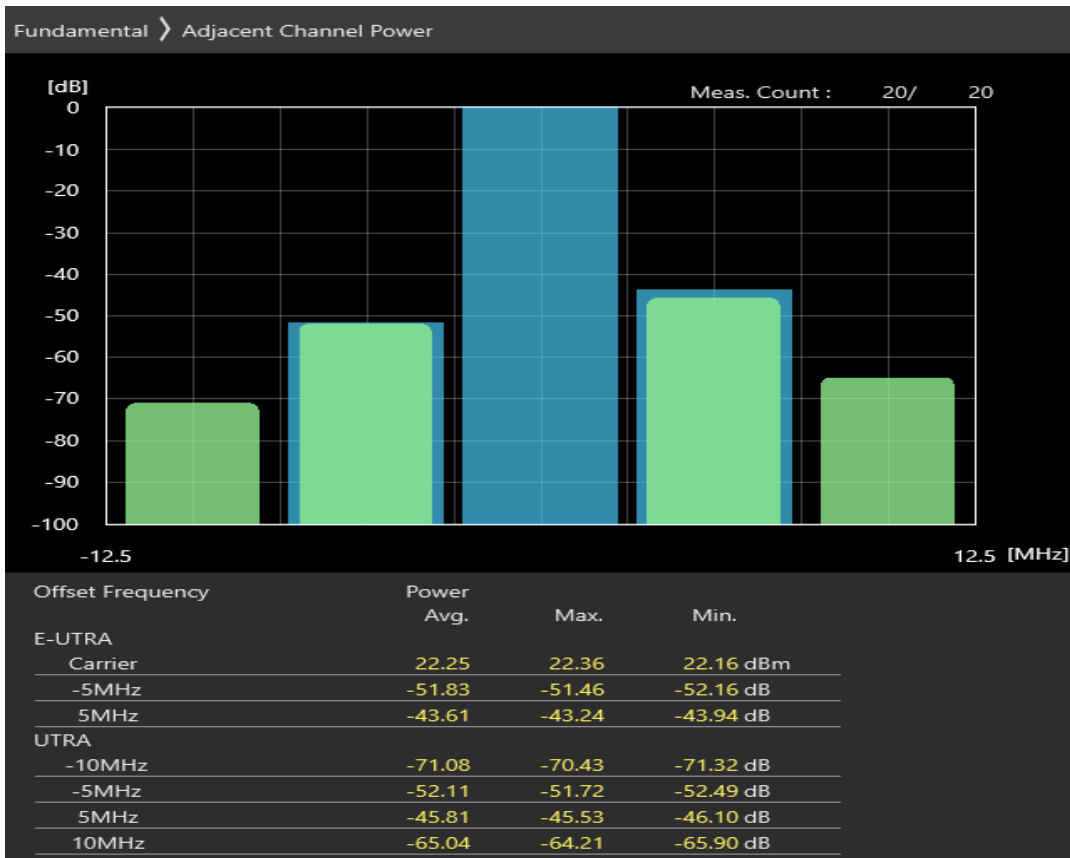 Fundamental ❯ Adjacent Channel Power
[dB]
Meas. Count : 20/ 20
0
-10
-20
-30
-40
-50
-60
-70
-80
-90
-100
-12.5 12.5 [MHz]
Offset Frequency Power
Avg. Max. Min.
E-UTRA
Carrier 22.25 22.36 22.16 dBm
-5MHz -51.83 -51.46 -52.16 dB
5MHz -43.61 -43.24 -43.94 dB
UTRA
-10MHz -71.08 -70.43 -71.32 dB
-5MHz -52.11 -51.72 -52.49 dB
5MHz -45.81 -45.53 -46.10 dB
10MHz -65.04 -64.21 -65.90 dB